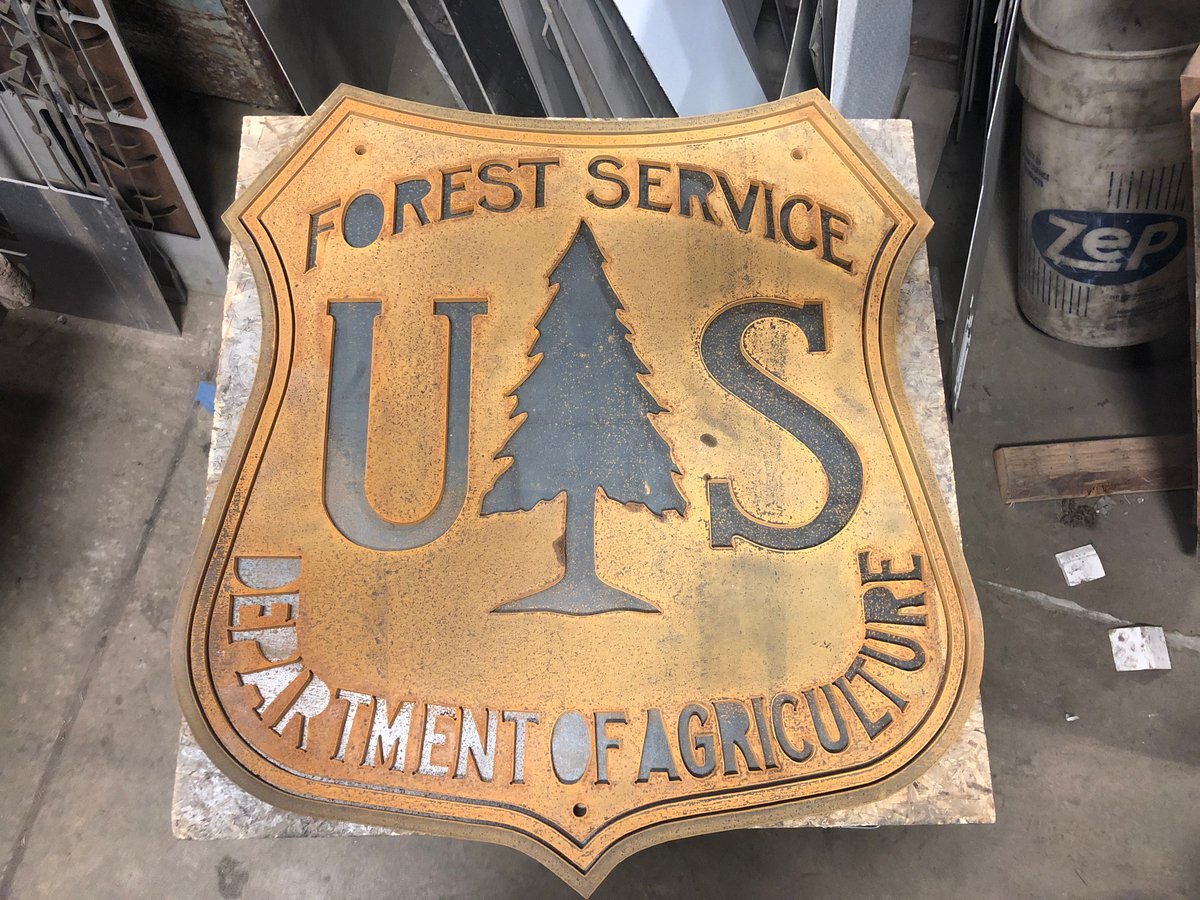 FOREST SERVICE
U S
DEPARTMENT OF AGRICULTURE
Zep